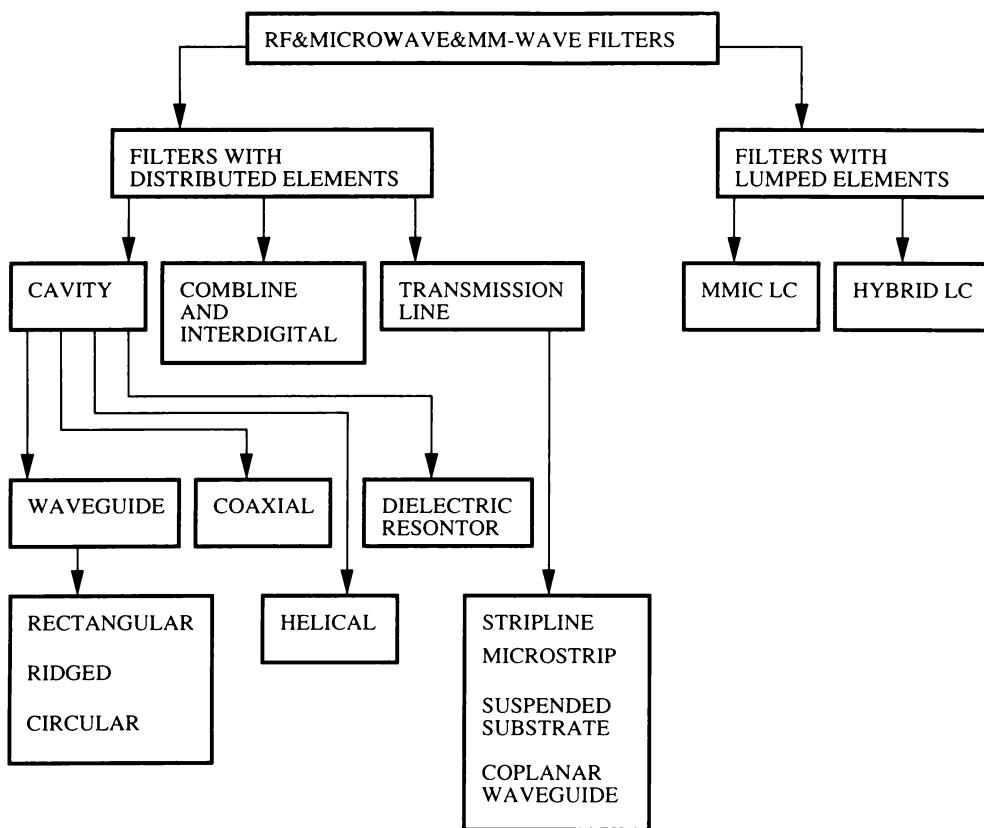 RF&MICROWAVE&MM-WAVE FILTERS
FILTERS WITH
DISTRIBUTED ELEMENTS
FILTERS WITH
LUMPED ELEMENTS
CAVITY
COMBLINE
AND
INTERDIGITAL
TRANSMISSION
LINE
MMIC LC
HYBRID LC
WAVEGUIDE
COAXIAL
DIELECTRIC
RESONTOR
RECTANGULAR
RIDGED
CIRCULAR
HELICAL
STRIPLINE
MICROSTRIP
SUSPENDED
SUBSTRATE
COPLANAR
WAVEGUIDE